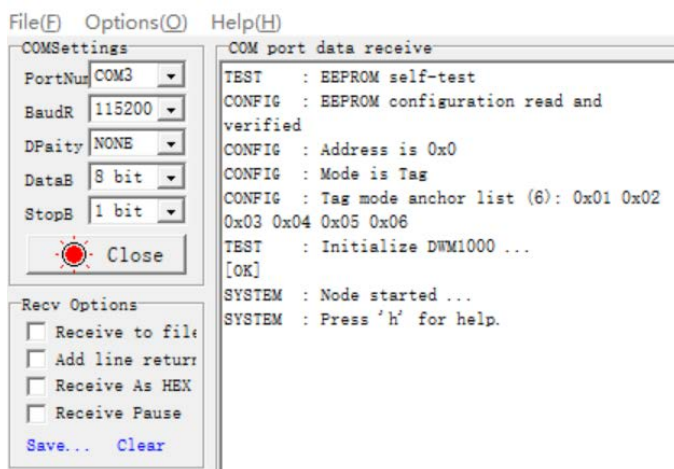 File(F) Options(O) Help(H)
COMSettings
PortNum COM3
BaudR 115200
DPaity NONE
DataB 8 bit
StopB 1 bit
Close
Recv Options
Receive to file
Add line return
Receive As HEX
Receive Pause
Save... Clear
COM port data receive
TEST : EEPROM self-test
CONFIG : EEPROM configuration read and
verified
CONFIG : Address is 0x0
CONFIG : Mode is Tag
CONFIG : Tag mode anchor list (6): 0x01 0x02
0x03 0x04 0x05 0x06
TEST : Initialize DWM1000 ...
[OK]
SYSTEM : Node started ...
SYSTEM : Press 'h' for help.